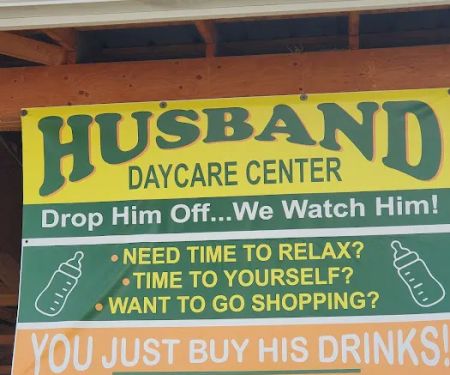 HUSBAND
DAYCARE CENTER
Drop Him Off...We Watch Him!
• NEED TIME TO RELAX?
• TIME TO YOURSELF?
• WANT TO GO SHOPPING?
YOU JUST BUY HIS DRINKS!